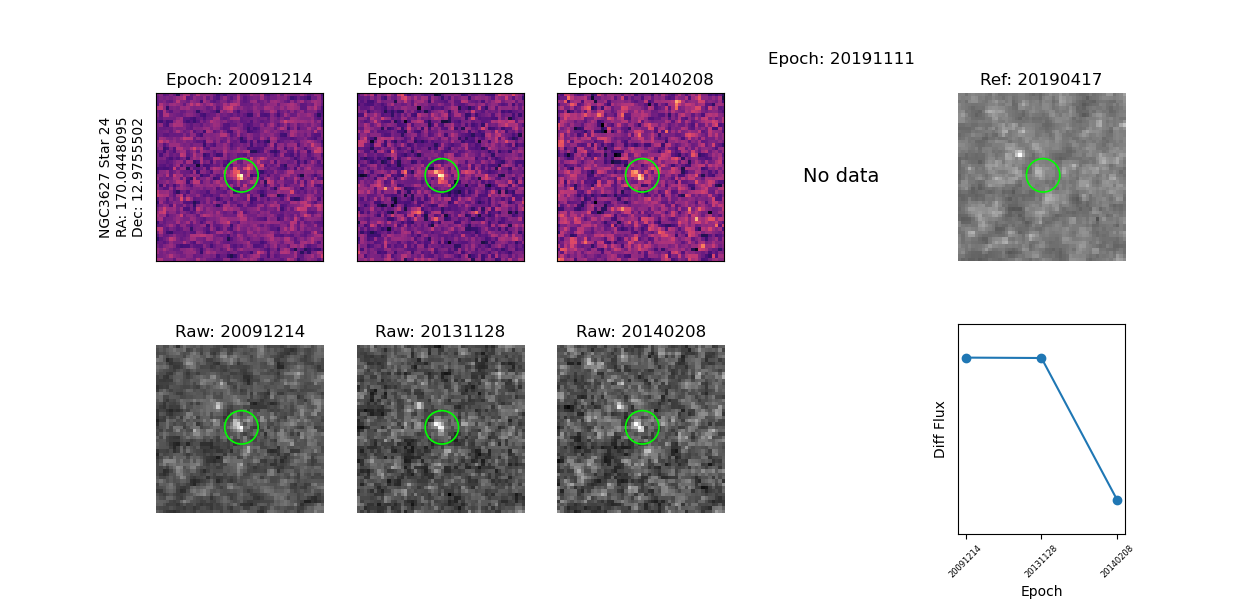 Epoch: 20191111
Epoch: 20091214
Epoch: 20131128
Epoch: 20140208
Ref: 20190417
NGC3627 Star 24
RA: 170.0448095
Dec: 12.9755502
No data
Raw: 20091214
Raw: 20131128
Raw: 20140208
Diff Flux
20091214
20131128
20140208
Epoch